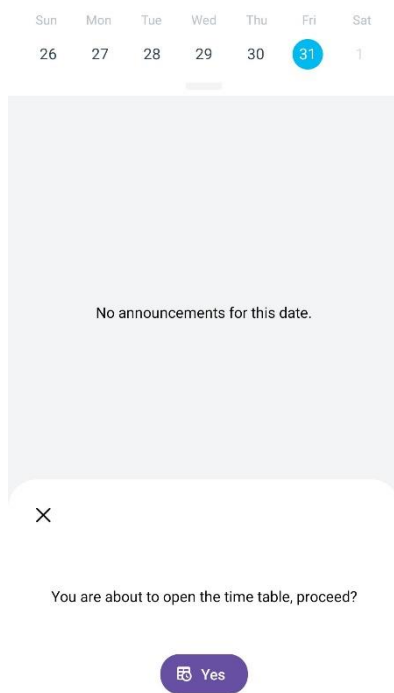 Sun Mon Tue Wed Thu Fri Sat
26 27 28 29 30 31 1
No announcements for this date.
You are about to open the time table, proceed?
Yes